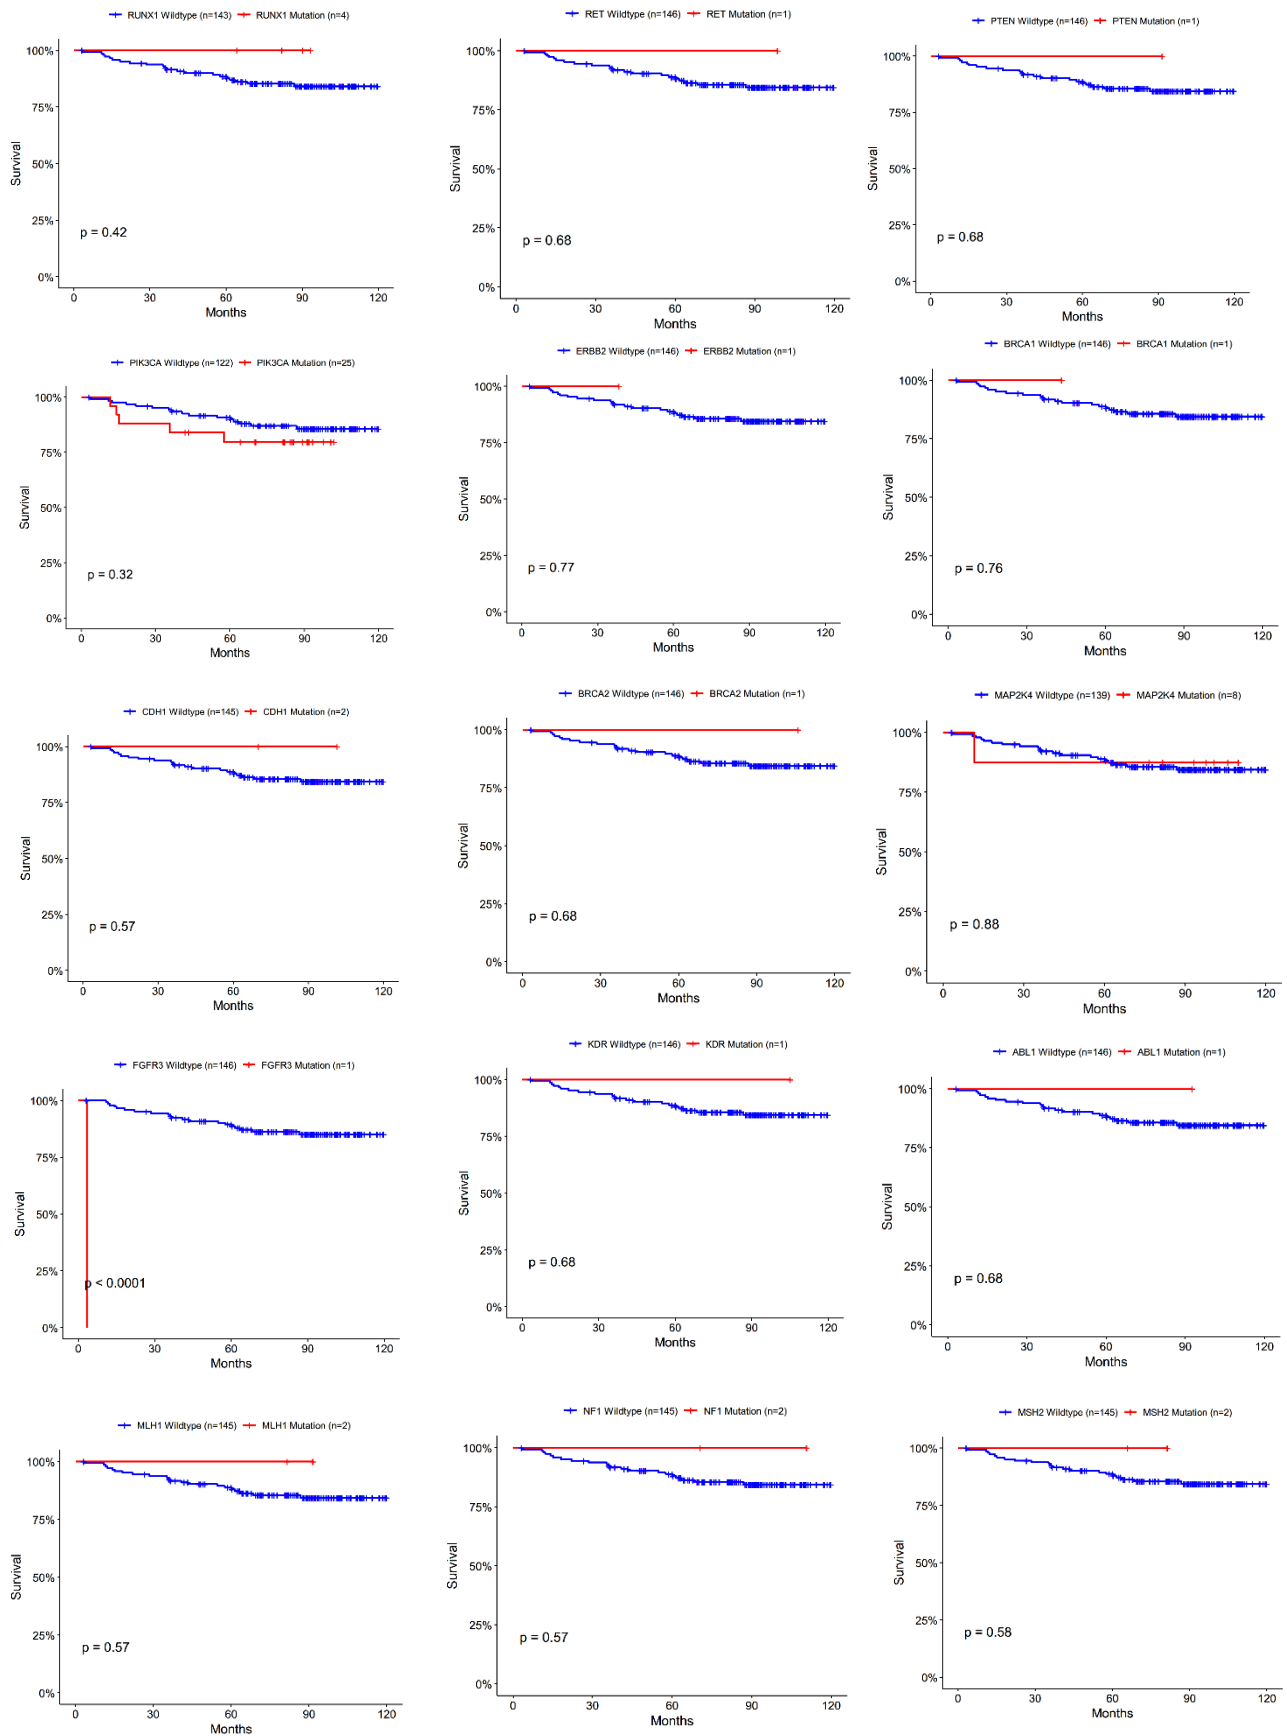 RUNX1 Wildtype (n=143) RUNX1 Mutation (n=4)
100%
75%
50%
25%
0%
Survival
p = 0.42
0 30 60 90 120
Months
RET Wildtype (n=146) RET Mutation (n=1)
100%
75%
50%
25%
0%
Survival
p = 0.68
0 30 60 90 120
Months
PTEN Wildtype (n=146) PTEN Mutation (n=1)
100%
75%
50%
25%
0%
Survival
p = 0.68
0 30 60 90 120
Months
PIK3CA Wildtype (n=122) PIK3CA Mutation (n=25)
100%
75%
50%
25%
0%
Survival
p = 0.32
0 30 60 90 120
Months
ERBB2 Wildtype (n=146) ERBB2 Mutation (n=1)
100%
75%
50%
25%
0%
Survival
p = 0.77
0 30 60 90 120
Months
BRCA1 Wildtype (n=146) BRCA1 Mutation (n=1)
100%
75%
50%
25%
0%
Survival
p = 0.76
0 30 60 90 120
Months
CDH1 Wildtype (n=145) CDH1 Mutation (n=2)
100%
75%
50%
25%
0%
Survival
p = 0.57
0 30 60 90 120
Months
BRCA2 Wildtype (n=146) BRCA2 Mutation (n=1)
100%
75%
50%
25%
0%
Survival
p = 0.68
0 30 60 90 120
Months
MAP2K4 Wildtype (n=139) MAP2K4 Mutation (n=8)
100%
75%
50%
25%
0%
Survival
p = 0.88
0 30 60 90 120
Months
FGFR3 Wildtype (n=146) FGFR3 Mutation (n=1)
100%
75%
50%
25%
0%
Survival
p < 0.0001
0 30 60 90 120
Months
KDR Wildtype (n=146) KDR Mutation (n=1)
100%
75%
50%
25%
0%
Survival
p = 0.68
0 30 60 90 120
Months
ABL1 Wildtype (n=146) ABL1 Mutation (n=1)
100%
75%
50%
25%
0%
Survival
p = 0.68
0 30 60 90 120
Months
MLH1 Wildtype (n=145) MLH1 Mutation (n=2)
100%
75%
50%
25%
0%
Survival
p = 0.57
0 30 60 90 120
Months
NF1 Wildtype (n=145) NF1 Mutation (n=2)
100%
75%
50%
25%
0%
Survival
p = 0.57
0 30 60 90 120
Months
MSH2 Wildtype (n=145) MSH2 Mutation (n=2)
100%
75%
50%
25%
0%
Survival
p = 0.58
0 30 60 90 120
Months